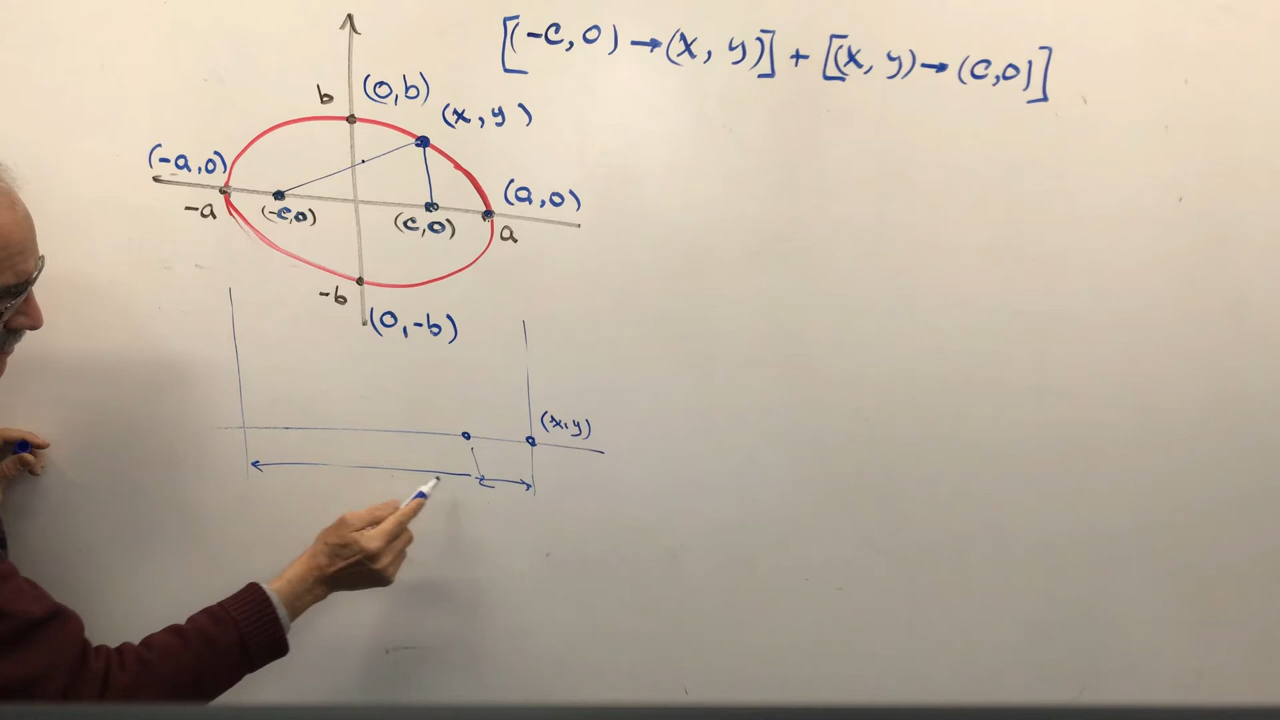 [(-c,0)→(x,y)]+[(x,y)→(c,0)]
b
(0,b)
(x,y)
(-a,0)
(a,0)
-a
(-c,0)
(c,0)
a
-b
(0,-b)
(x,y)